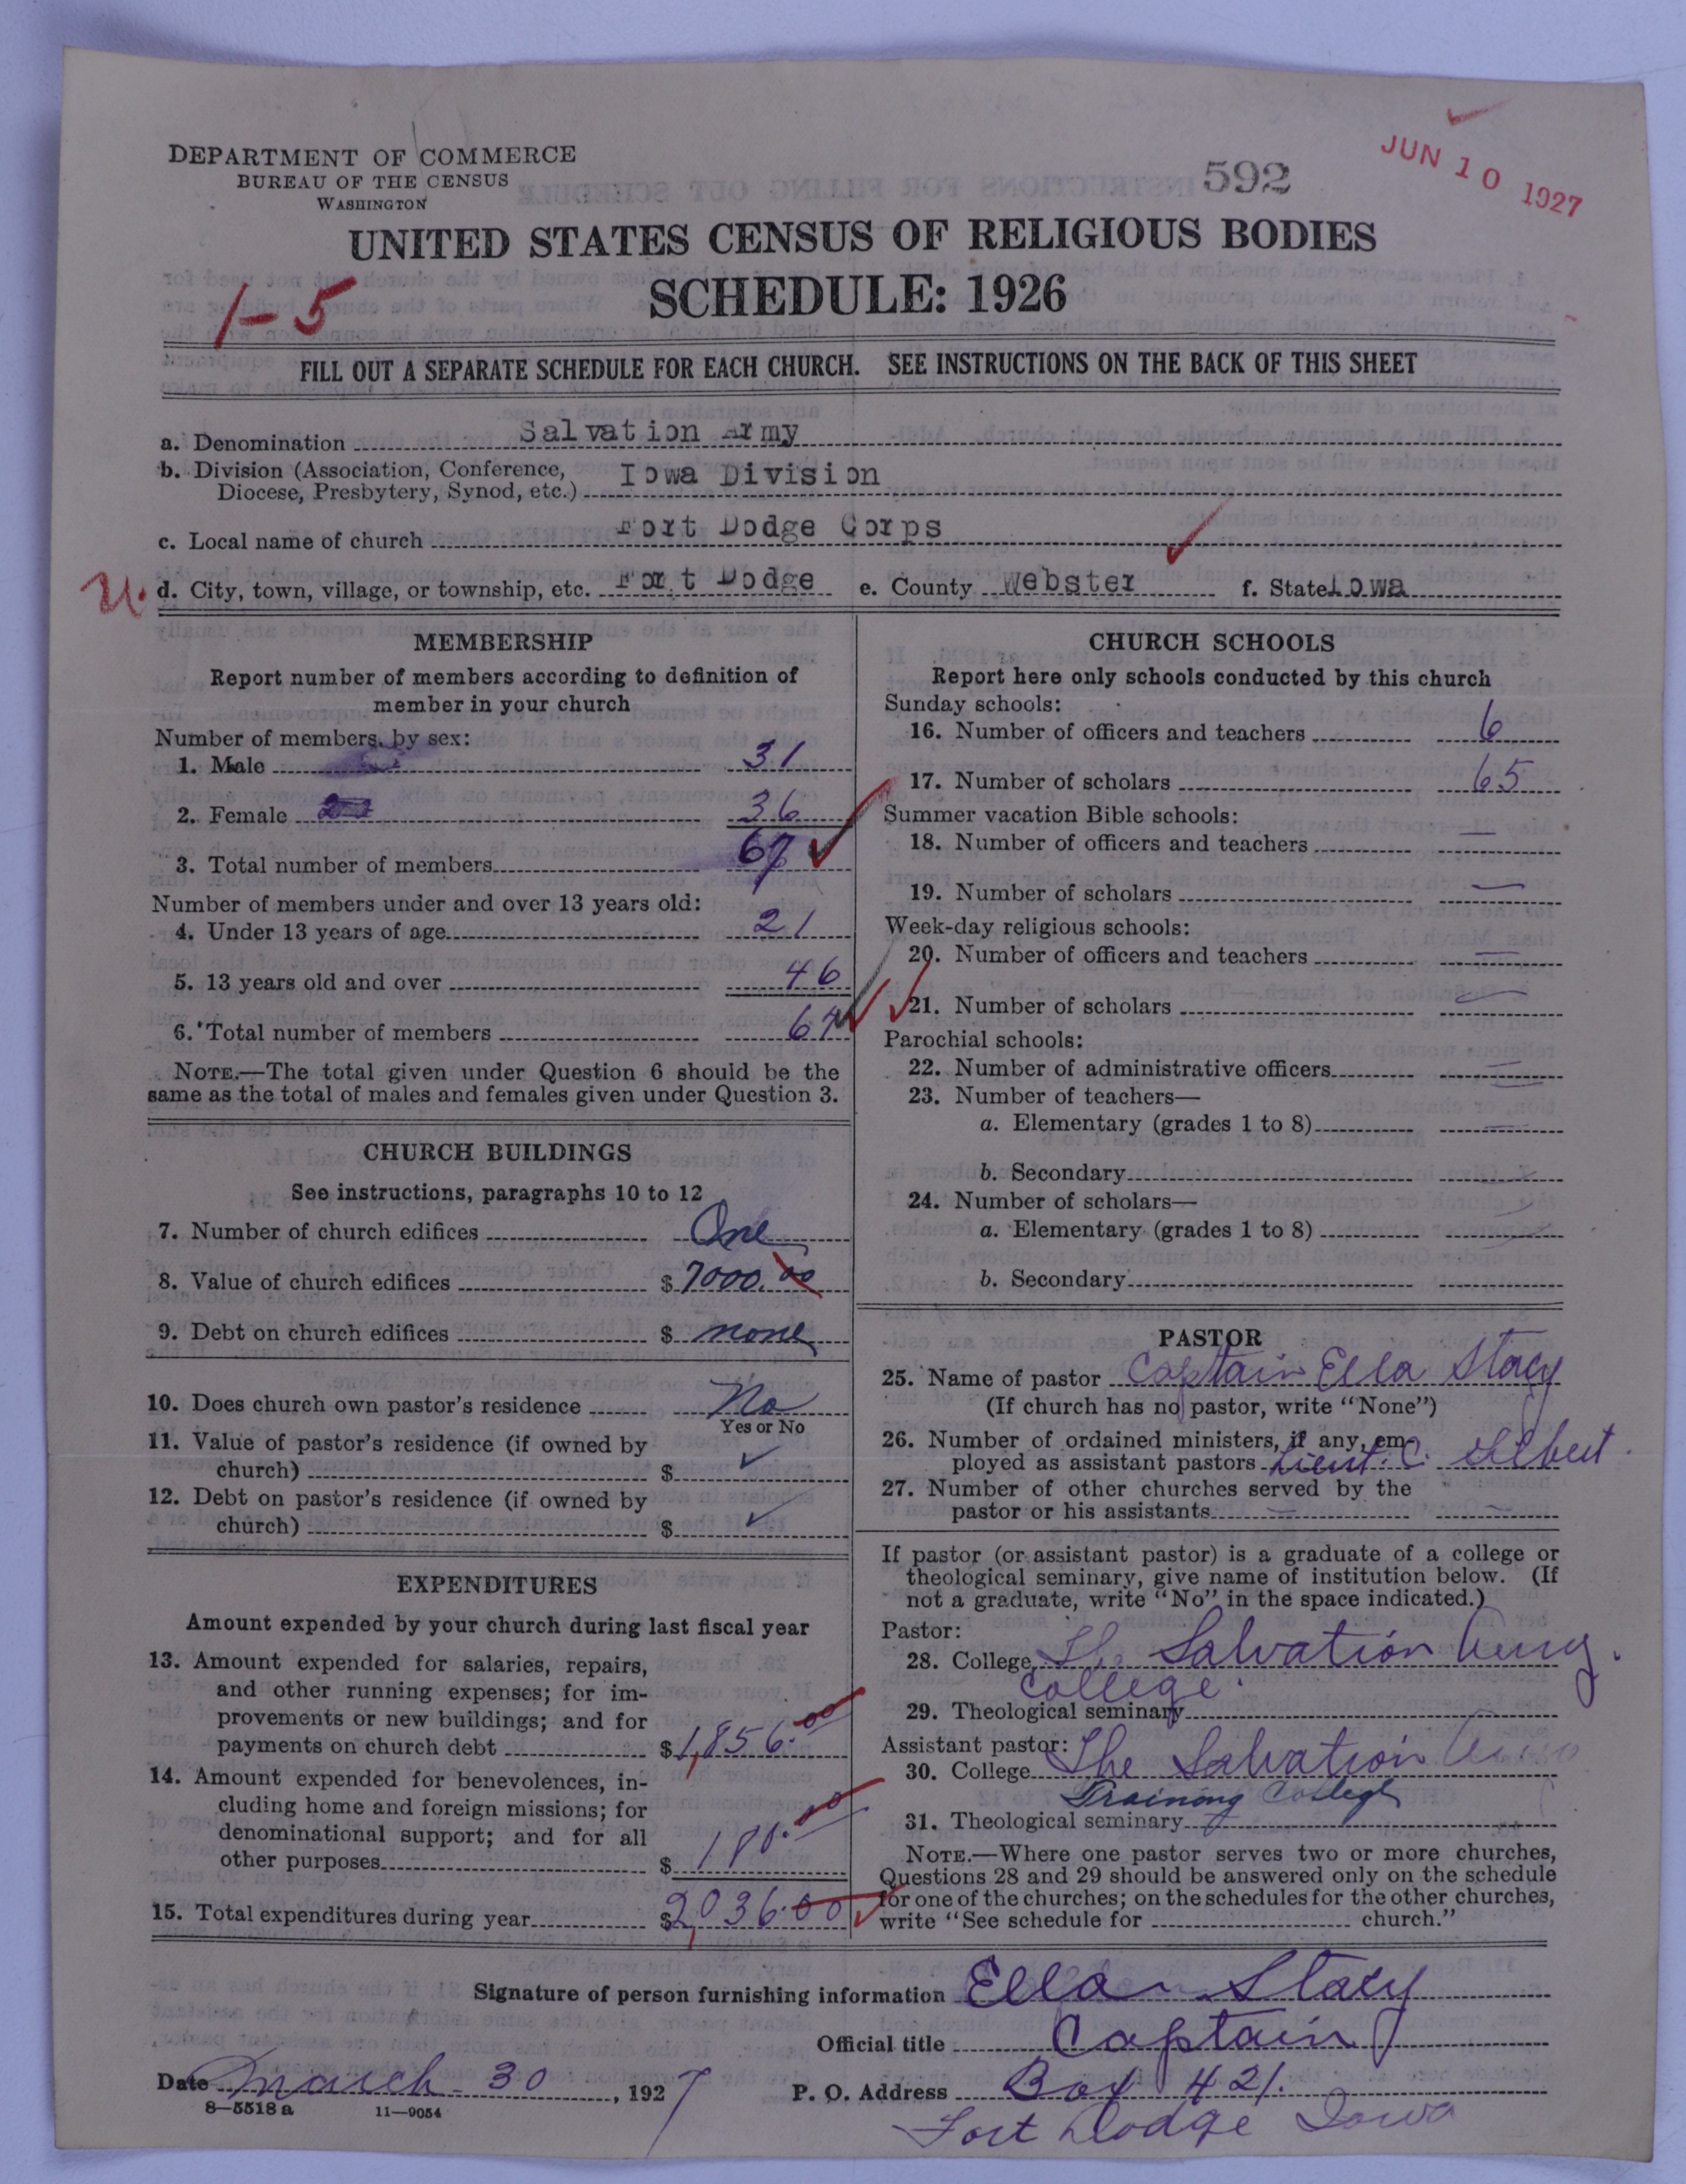 DEPARTMENT OF COMMERCE
BUREAU OF THE CENSUS
WASHINGTON
592
JUN 10 1927
UNITED STATES CENSUS OF RELIGIOUS BODIES
SCHEDULE: 1926
1-5
FILL OUT A SEPARATE SCHEDULE FOR EACH CHURCH. SEE INSTRUCTIONS ON THE BACK OF THIS SHEET
a. Denomination Salvation Army
b. Division (Association, Conference, Diocese, Presbytery, Synod, etc.) Iowa Division
c. Local name of church Fort Dodge Corps
d. City, town, village, or township, etc. Fort Dodge e. County Webster f. State Iowa
MEMBERSHIP
Report number of members according to definition of
member in your church
Number of members, by sex:
1. Male 31
2. Female 36
3. Total number of members 67
Number of members under and over 13 years old:
4. Under 13 years of age 21
5. 13 years old and over 46
6. Total number of members 67
NOTE.—The total given under Question 6 should be the
same as the total of males and females given under Question 3.
CHURCH BUILDINGS
See instructions, paragraphs 10 to 12
7. Number of church edifices One
8. Value of church edifices $ 7000.00
9. Debt on church edifices $ none
10. Does church own pastor's residence No
Yes or No
11. Value of pastor's residence (if owned by
church) $
12. Debt on pastor's residence (if owned by
church) $
EXPENDITURES
Amount expended by your church during last fiscal year
13. Amount expended for salaries, repairs,
and other running expenses; for im-
provements or new buildings; and for
payments on church debt $ 1,856.00
14. Amount expended for benevolences, in-
cluding home and foreign missions; for
denominational support; and for all
other purposes $ 180.00
15. Total expenditures during year $ 2,036.00
CHURCH SCHOOLS
Report here only schools conducted by this church
Sunday schools:
16. Number of officers and teachers 6
17. Number of scholars 65
Summer vacation Bible schools:
18. Number of officers and teachers —
19. Number of scholars —
Week-day religious schools:
20. Number of officers and teachers —
21. Number of scholars —
Parochial schools:
22. Number of administrative officers —
23. Number of teachers—
a. Elementary (grades 1 to 8) —
b. Secondary
24. Number of scholars—
a. Elementary (grades 1 to 8)
b. Secondary
PASTOR
25. Name of pastor Captain Ella Stacy
(If church has no pastor, write "None")
26. Number of ordained ministers, if any, em-
ployed as assistant pastors Lieut. C.
27. Number of other churches served by the
pastor or his assistants —
If pastor (or assistant pastor) is a graduate of a college or
theological seminary, give name of institution below. (If
not a graduate, write "No" in the space indicated.)
Pastor:
28. College The Salvation Army
College.
29. Theological seminary
Assistant pastor:
30. College The Salvation Army
Training College
31. Theological seminary
NOTE.—Where one pastor serves two or more churches,
Questions 28 and 29 should be answered only on the schedule
for one of the churches; on the schedules for the other churches,
write "See schedule for church."
Signature of person furnishing information Ella Stacy
Official title Captain
Date March 30, 1927 P. O. Address Box 421.
8—5518 a 11—9054
Fort Dodge Iowa